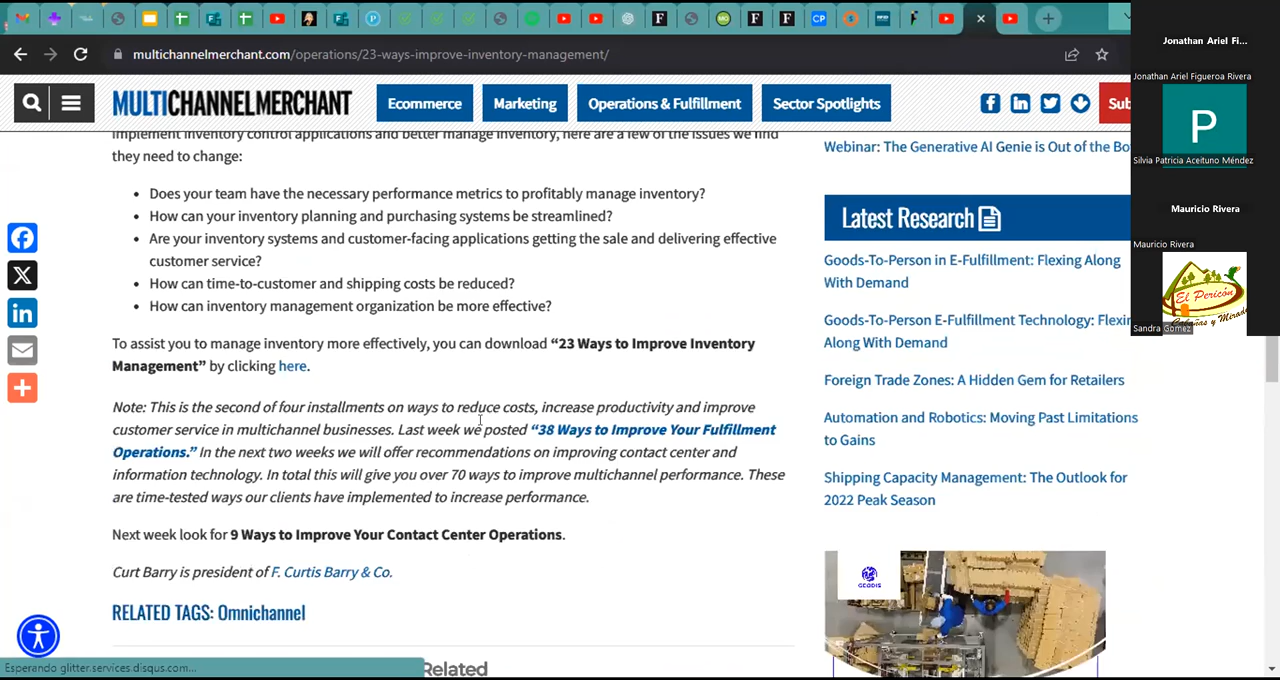 multichannelmerchant.com/operations/23-ways-improve-inventory-management/
MULTICHANNELMERCHANT
Ecommerce
Marketing
Operations & Fulfillment
Sector Spotlights
Sub
implement inventory control applications and better manage inventory, here are a few of the issues we find
they need to change:
• Does your team have the necessary performance metrics to profitably manage inventory?
• How can your inventory planning and purchasing systems be streamlined?
• Are your inventory systems and customer-facing applications getting the sale and delivering effective
customer service?
• How can time-to-customer and shipping costs be reduced?
• How can inventory management organization be more effective?
To assist you to manage inventory more effectively, you can download “23 Ways to Improve Inventory
Management” by clicking here.
Note: This is the second of four installments on ways to reduce costs, increase productivity and improve
customer service in multichannel businesses. Last week we posted “38 Ways to Improve Your Fulfillment
Operations.” In the next two weeks we will offer recommendations on improving contact center and
information technology. In total this will give you over 70 ways to improve multichannel performance. These
are time-tested ways our clients have implemented to increase performance.
Next week look for 9 Ways to Improve Your Contact Center Operations.
Curt Barry is president of F. Curtis Barry & Co.
RELATED TAGS: Omnichannel
Related
Esperando glitter.services.disqus.com...
Webinar: The Generative AI Genie is Out of the Bo
Latest Research
Goods-To-Person in E-Fulfillment: Flexing Along
With Demand
Goods-To-Person E-Fulfillment Technology: Flexin
Along With Demand
Foreign Trade Zones: A Hidden Gem for Retailers
Automation and Robotics: Moving Past Limitations
to Gains
Shipping Capacity Management: The Outlook for
2022 Peak Season
GEODIS
Jonathan Ariel Fi...
Jonathan Ariel Figueroa Rivera
P
Silvia Patricia Aceituno Méndez
Mauricio Rivera
Mauricio Rivera
El Pericón
Cabañas y Mirado
Sandra Gomez